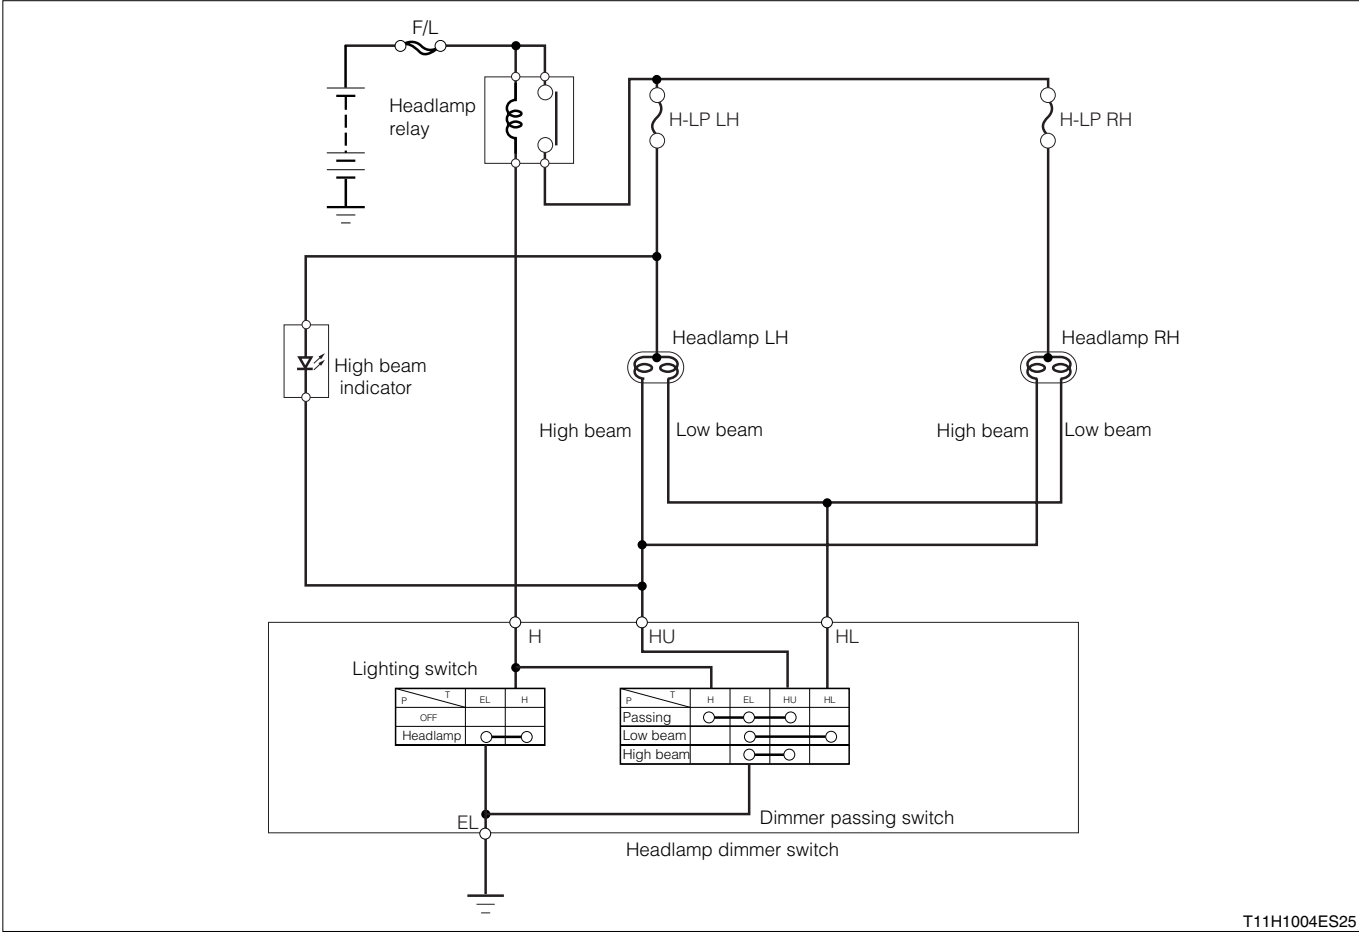 F/L
Headlamp
relay
H-LP LH
H-LP RH
Headlamp LH
Headlamp RH
High beam
indicator
High beam
Low beam
High beam
Low beam
H
HU
HL
Lighting switch
P T EL H
OFF
Headlamp
P T H EL HU HL
Passing
Low beam
High beam
EL
Dimmer passing switch
Headlamp dimmer switch
T11H1004ES25